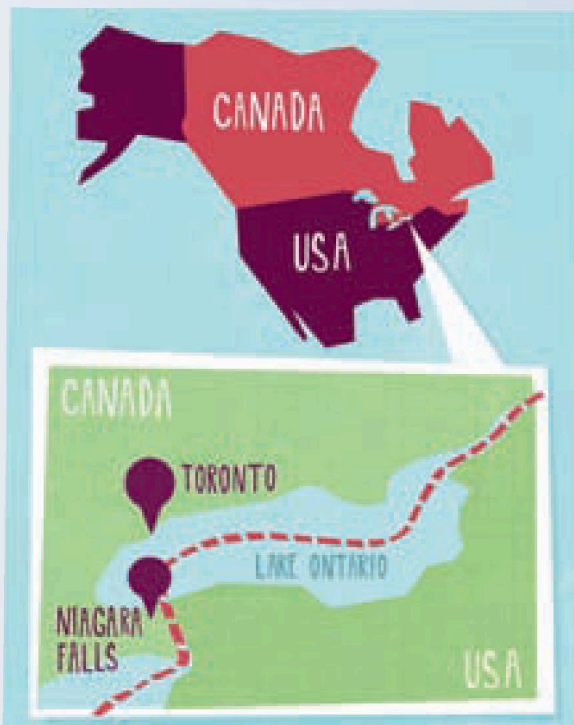 CANADA
USA
CANADA
TORONTO
LAKE ONTARIO
NIAGARA
FALLS
USA